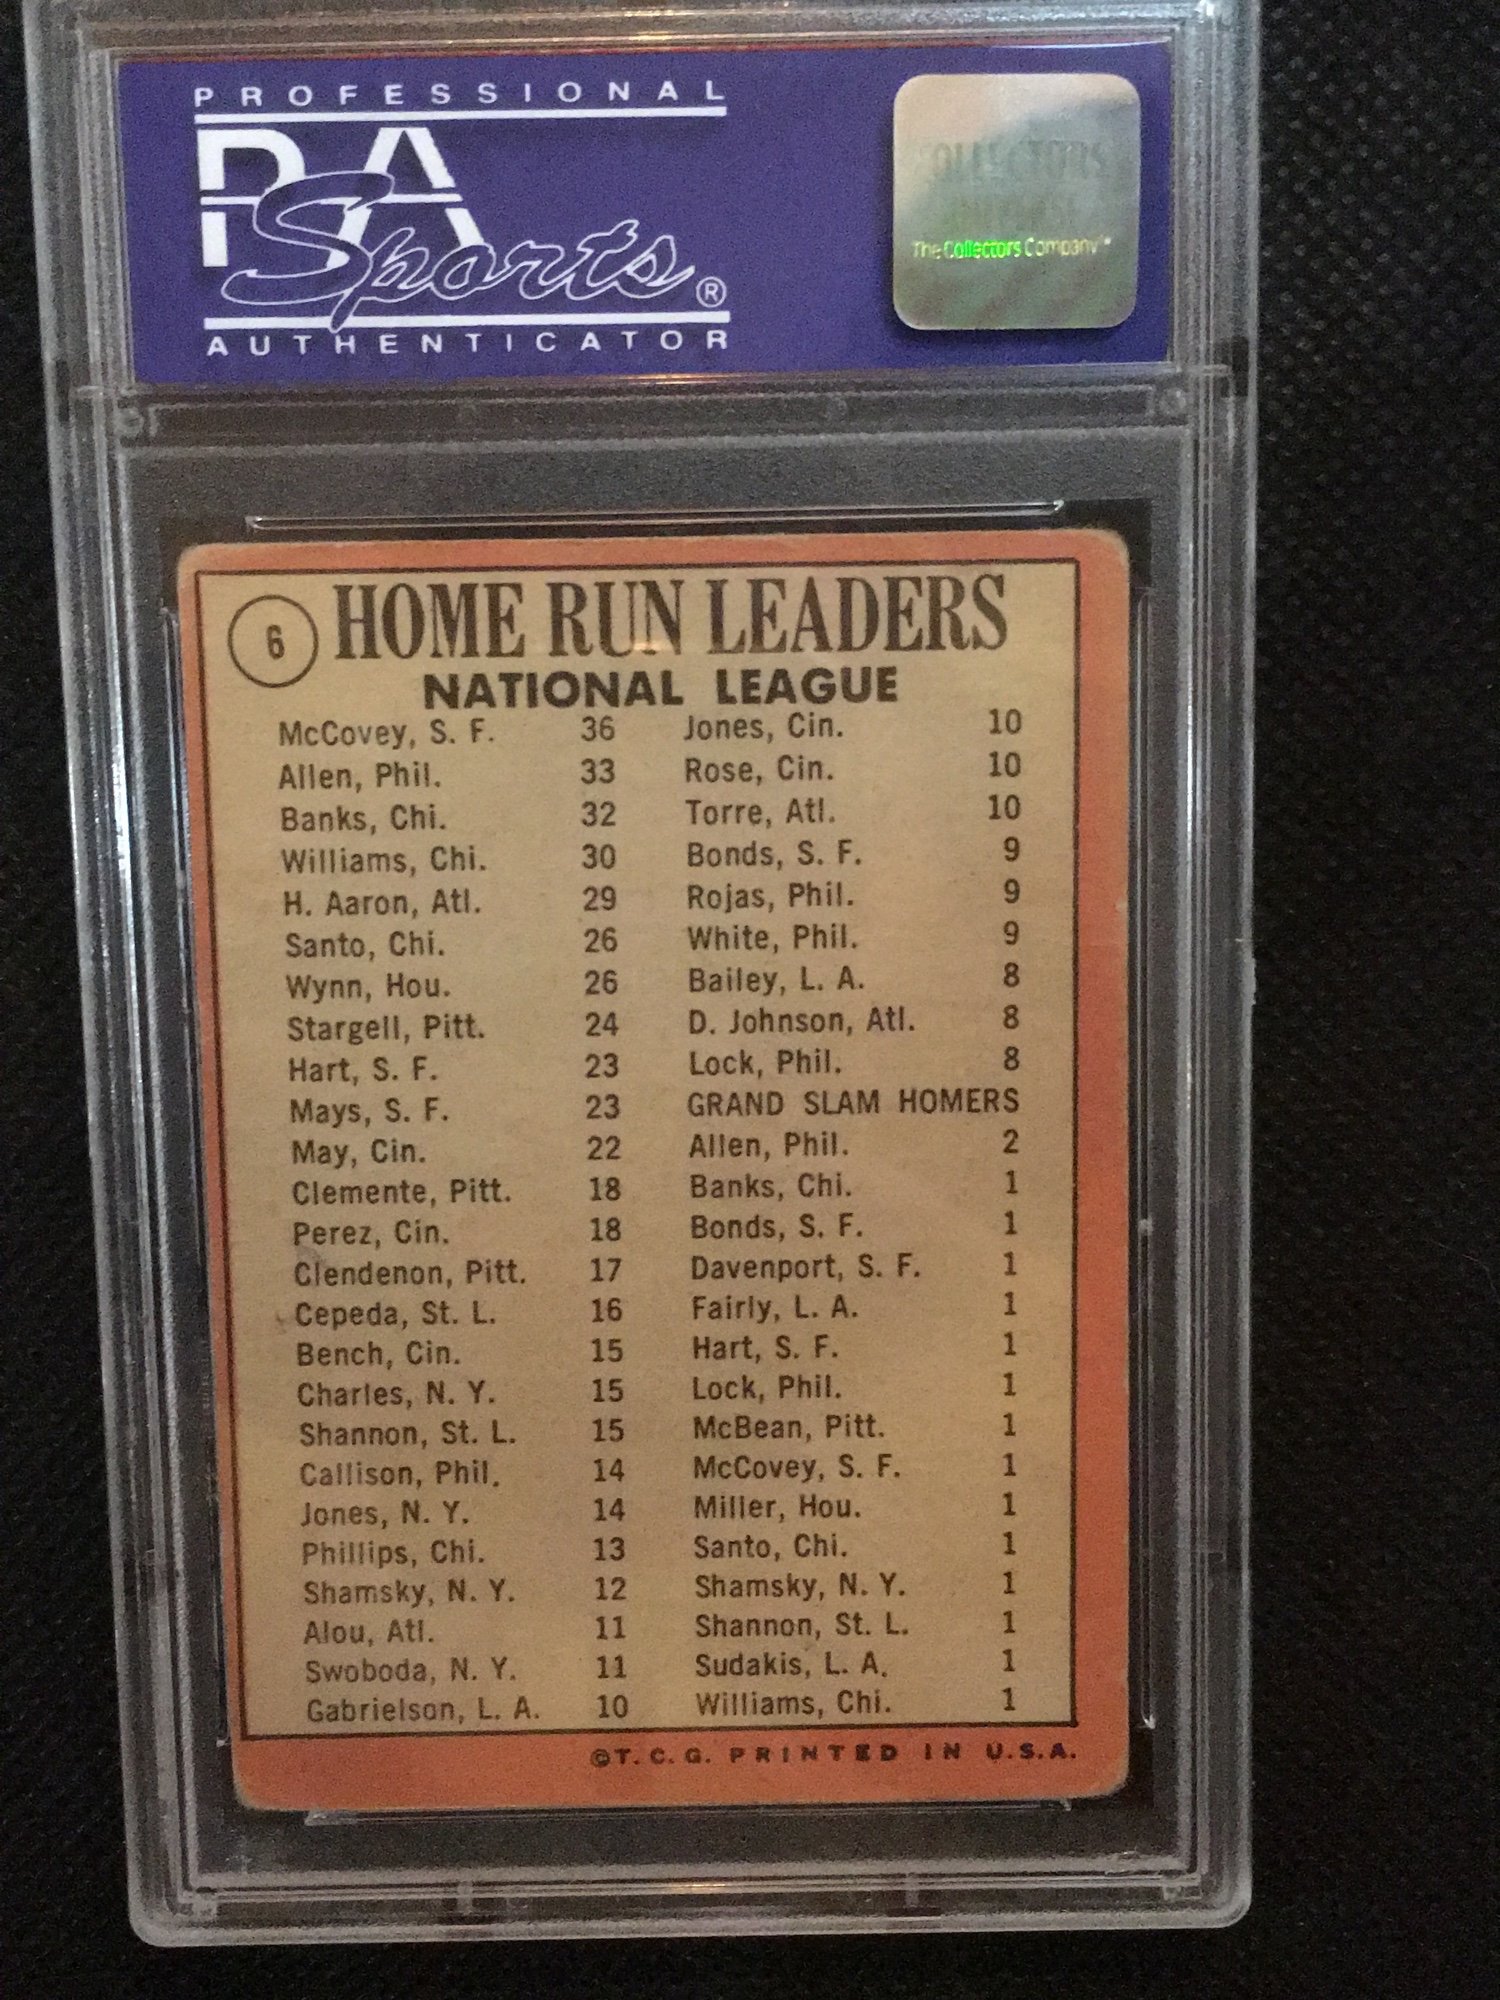 PROFESSIONAL
PSA
Sports®
AUTHENTICATOR
COLLECTORS
The Collectors Company™
6 HOME RUN LEADERS
NATIONAL LEAGUE
McCovey, S. F. 36
Allen, Phil. 33
Banks, Chi. 32
Williams, Chi. 30
H. Aaron, Atl. 29
Santo, Chi. 26
Wynn, Hou. 26
Stargell, Pitt. 24
Hart, S. F. 23
Mays, S. F. 23
May, Cin. 22
Clemente, Pitt. 18
Perez, Cin. 18
Clendenon, Pitt. 17
Cepeda, St. L. 16
Bench, Cin. 15
Charles, N. Y. 15
Shannon, St. L. 15
Callison, Phil. 14
Jones, N. Y. 14
Phillips, Chi. 13
Shamsky, N. Y. 12
Alou, Atl. 11
Swoboda, N. Y. 11
Gabrielson, L. A. 10
Jones, Cin. 10
Rose, Cin. 10
Torre, Atl. 10
Bonds, S. F. 9
Rojas, Phil. 9
White, Phil. 9
Bailey, L. A. 8
D. Johnson, Atl. 8
Lock, Phil. 8
GRAND SLAM HOMERS
Allen, Phil. 2
Banks, Chi. 1
Bonds, S. F. 1
Davenport, S. F. 1
Fairly, L. A. 1
Hart, S. F. 1
Lock, Phil. 1
McBean, Pitt. 1
McCovey, S. F. 1
Miller, Hou. 1
Santo, Chi. 1
Shamsky, N. Y. 1
Shannon, St. L. 1
Sudakis, L. A. 1
Williams, Chi. 1
©T.C.G. PRINTED IN U.S.A.